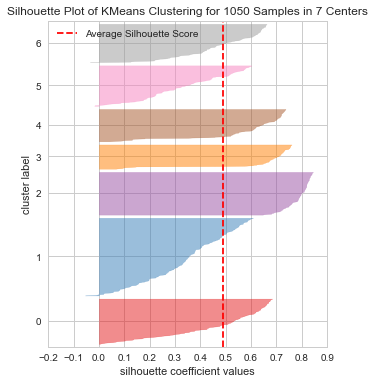 Silhouette Plot of KMeans Clustering for 1050 Samples in 7 Centers
Average Silhouette Score
6
5
4
3
2
1
0
cluster label
−0.2 −0.1 0.0 0.1 0.2 0.3 0.4 0.5 0.6 0.7 0.8 0.9
silhouette coefficient values